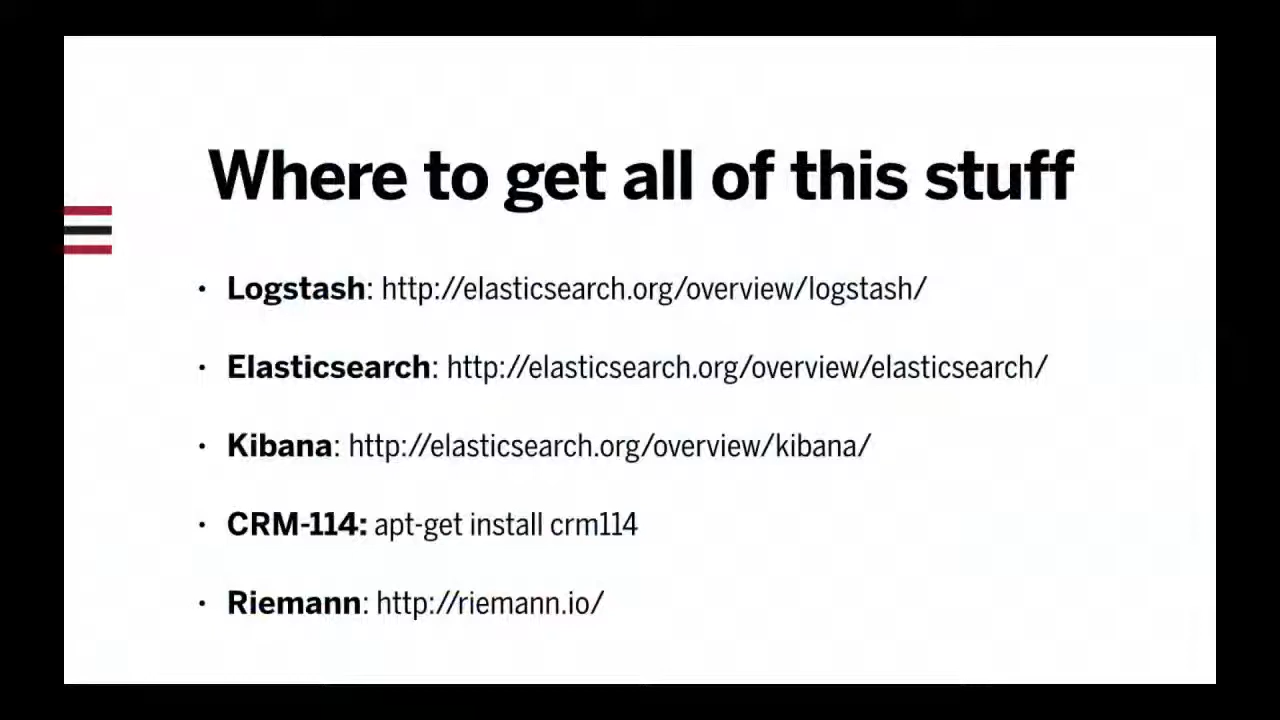 Where to get all of this stuff
• Logstash: http://elasticsearch.org/overview/logstash/
• Elasticsearch: http://elasticsearch.org/overview/elasticsearch/
• Kibana: http://elasticsearch.org/overview/kibana/
• CRM-114: apt-get install crm114
• Riemann: http://riemann.io/